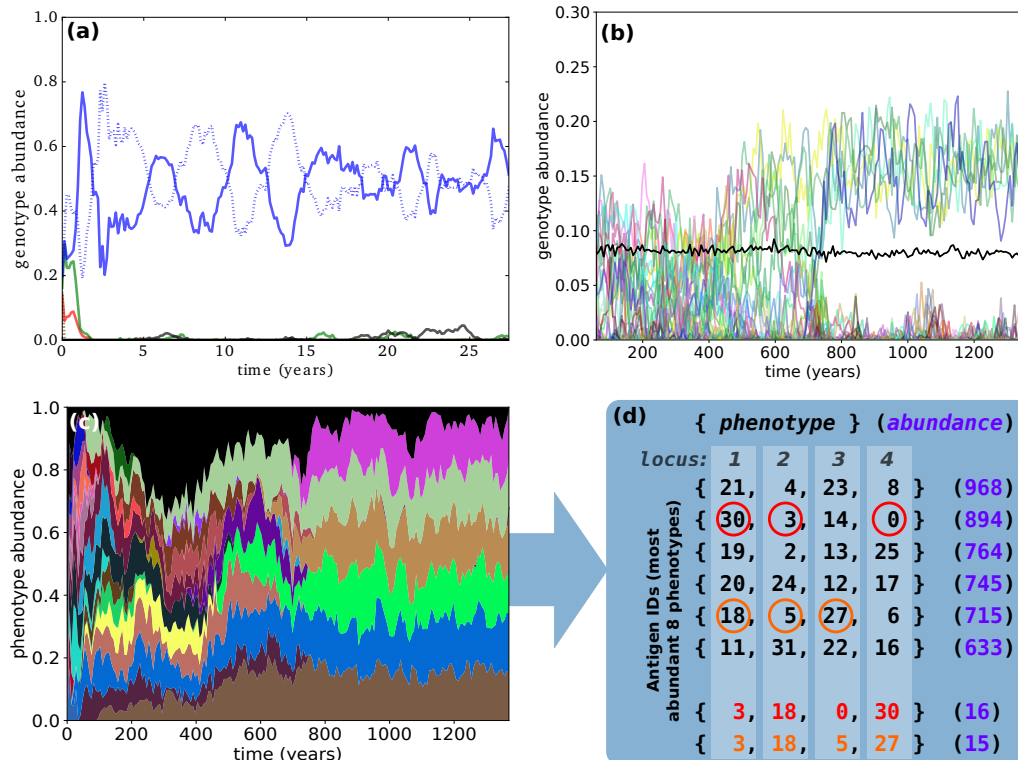 (a)
1.0
0.8
0.6
0.4
0.2
0.0
genotype abundance
0 5 10 15 20 25
time (years)
(b)
0.30
0.25
0.20
0.15
0.10
0.05
0.00
genotype abundance
200 400 600 800 1000 1200
time (years)
(c)
1.0
0.8
0.6
0.4
0.2
0.0
phenotype abundance
0 200 400 600 800 1000 1200
time (years)
(d)
{ phenotype } (abundance)
locus: 1 2 3 4
Antigen IDs (most
abundant 8 phenotypes)
{ 21, 4, 23, 8 } (968)
{ 30, 3, 14, 0 } (894)
{ 19, 2, 13, 25 } (764)
{ 20, 24, 12, 17 } (745)
{ 18, 5, 27, 6 } (715)
{ 11, 31, 22, 16 } (633)
{ 3, 18, 0, 30 } (16)
{ 3, 18, 5, 27 } (15)